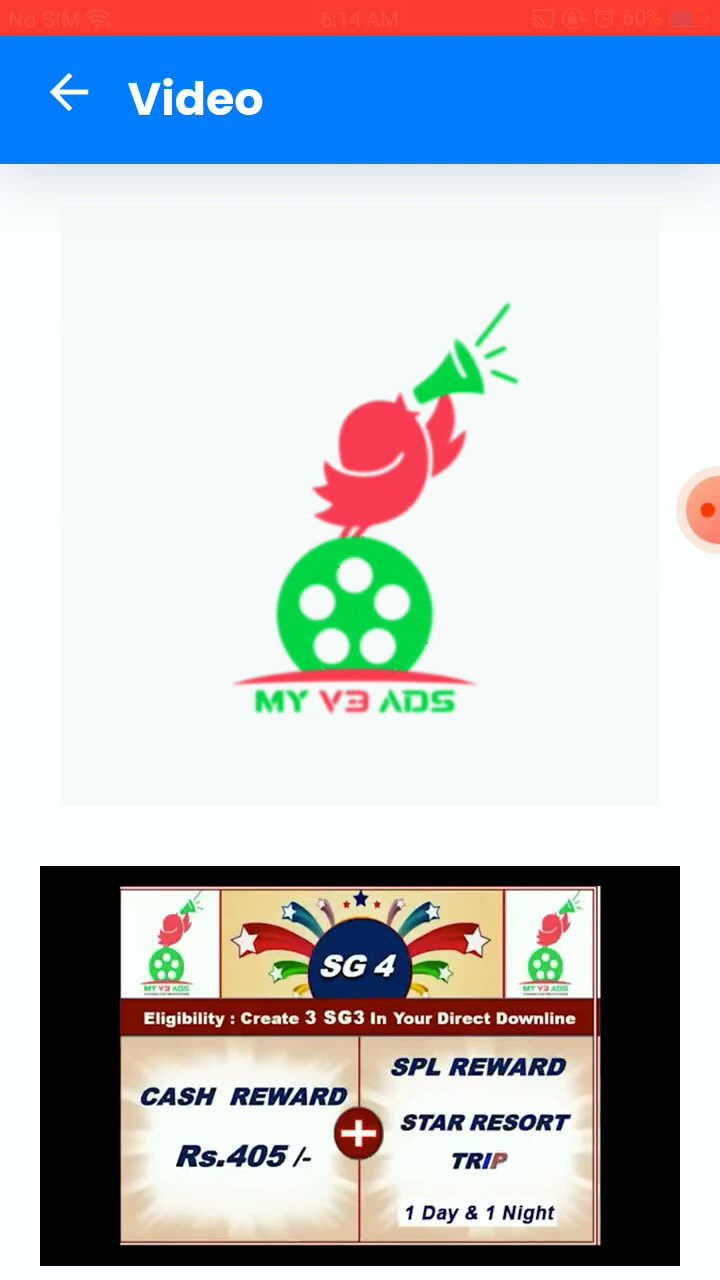 No SIM 6:14 AM 60%
Video
MY V3 ADS
SG 4
MY V3 ADS MY V3 ADS
Eligibility : Create 3 SG3 In Your Direct Downline
CASH REWARD
Rs.405 /-
SPL REWARD
STAR RESORT
TRIP
1 Day & 1 Night